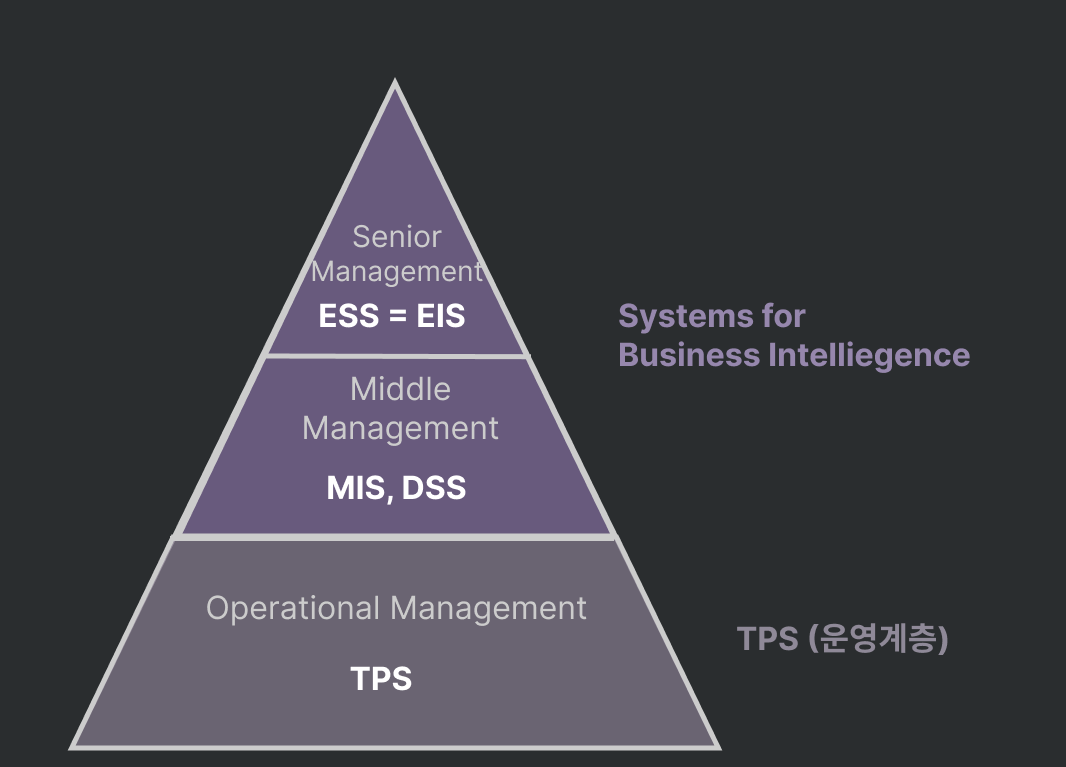 Senior
Management
ESS = EIS
Systems for
Business Intelliegence
Middle
Management
MIS, DSS
Operational Management
TPS (운영계층)
TPS